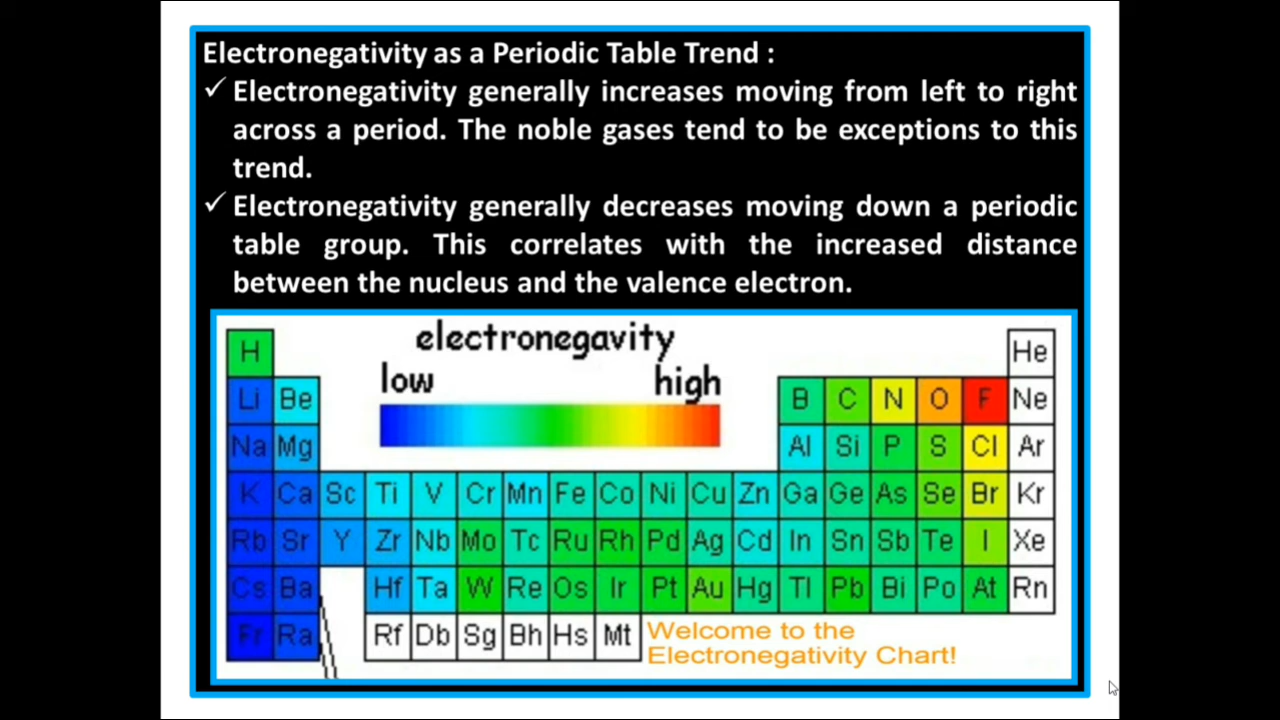 Electronegativity as a Periodic Table Trend :
✓ Electronegativity generally increases moving from left to right
across a period. The noble gases tend to be exceptions to this
trend.
✓ Electronegativity generally decreases moving down a periodic
table group. This correlates with the increased distance
between the nucleus and the valence electron.
electronegavity
low high
H He
Li Be B C N O F Ne
Na Mg Al Si P S Cl Ar
K Ca Sc Ti V Cr Mn Fe Co Ni Cu Zn Ga Ge As Se Br Kr
Rb Sr Y Zr Nb Mo Tc Ru Rh Pd Ag Cd In Sn Sb Te I Xe
Cs Ba Hf Ta W Re Os Ir Pt Au Hg Tl Pb Bi Po At Rn
Fr Ra Rf Db Sg Bh Hs Mt
Welcome to the
Electronegativity Chart!